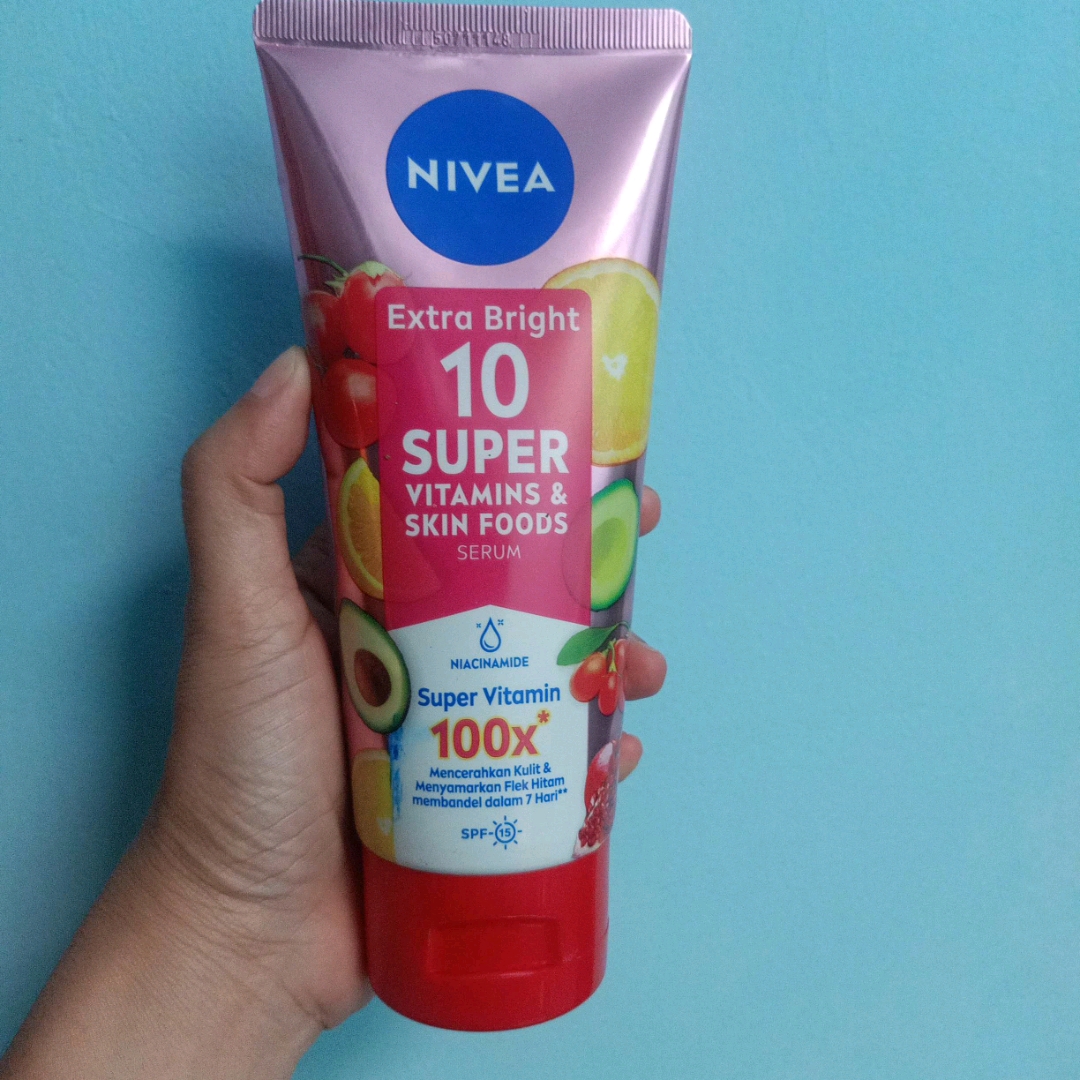 NIVEA
Extra Bright
10
SUPER
VITAMINS &
SKIN FOODS
SERUM
NIACINAMIDE
Super Vitamin
100x*
Mencerahkan Kulit &
Menyamarkan Flek Hitam
membandel dalam 7 Hari**
SPF-15-